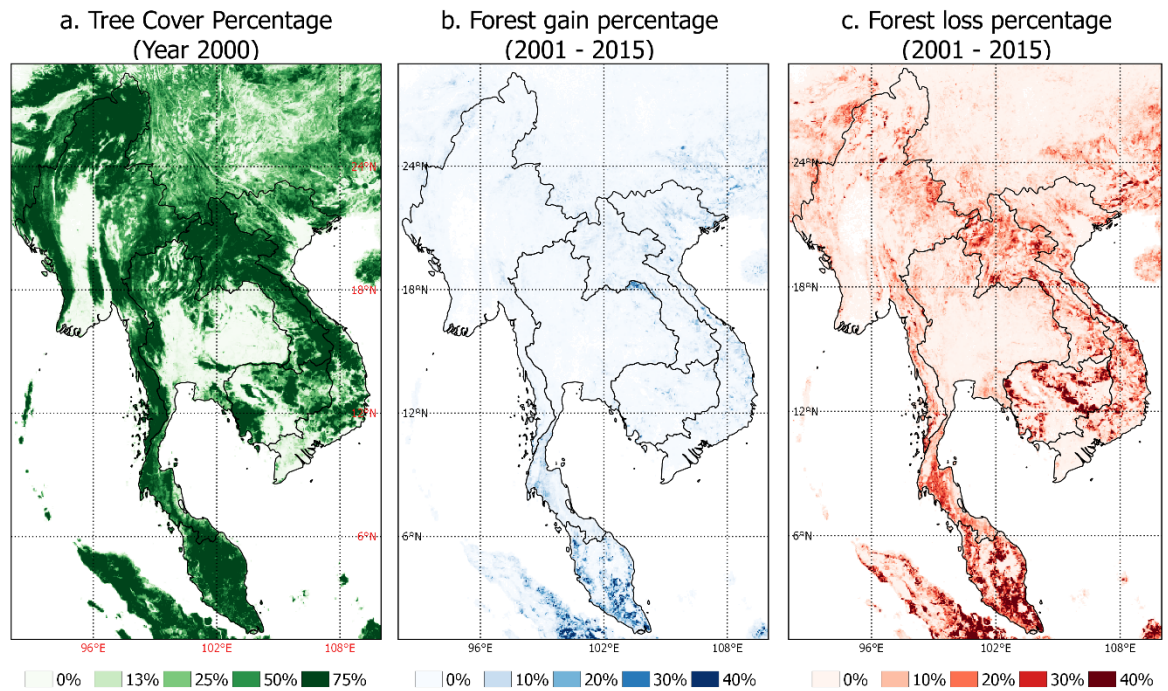 a. Tree Cover Percentage
(Year 2000)
b. Forest gain percentage
(2001 - 2015)
c. Forest loss percentage
(2001 - 2015)
24°N
18°N
12°N
6°N
96°E
102°E
108°E
24°N
18°N
12°N
6°N
96°E
102°E
108°E
24°N
18°N
12°N
6°N
96°E
102°E
108°E
0% 13% 25% 50% 75%
0% 10% 20% 30% 40%
0% 10% 20% 30% 40%